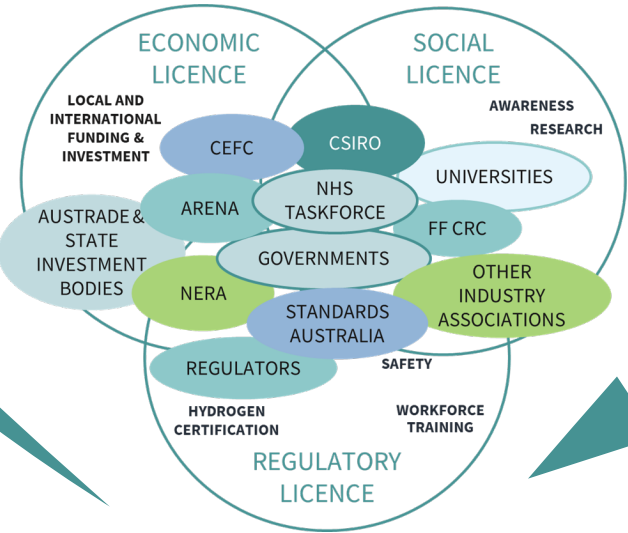 ECONOMIC
LICENCE
SOCIAL
LICENCE
LOCAL AND
INTERNATIONAL
FUNDING &
INVESTMENT
AWARENESS
RESEARCH
CEFC
CSIRO
UNIVERSITIES
NHS
TASKFORCE
ARENA
AUSTRADE &
STATE
INVESTMENT
BODIES
FF CRC
GOVERNMENTS
NERA
OTHER
INDUSTRY
ASSOCIATIONS
STANDARDS
AUSTRALIA
REGULATORS
SAFETY
HYDROGEN
CERTIFICATION
WORKFORCE
TRAINING
REGULATORY
LICENCE